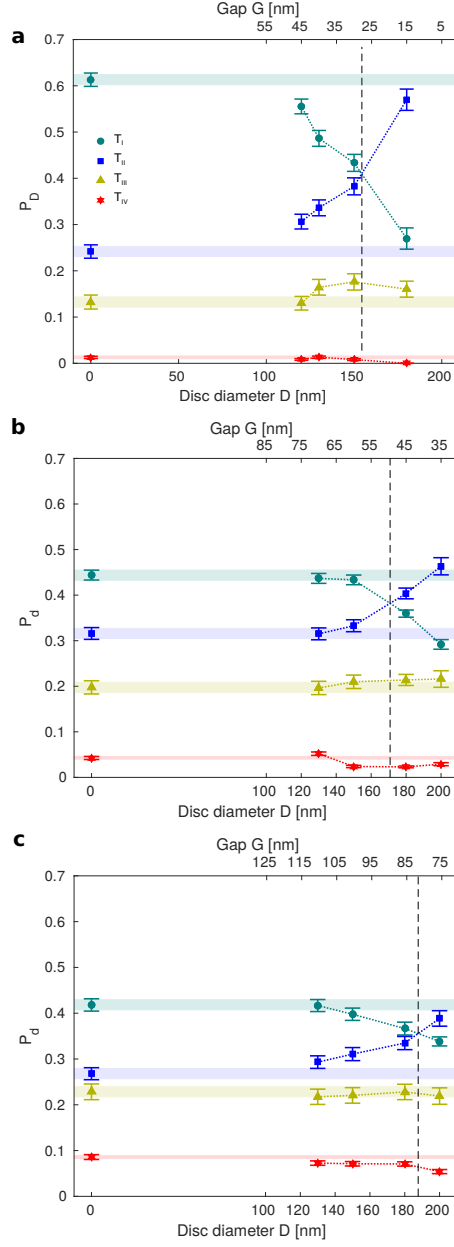 a
Gap G [nm]
55 45 35 25 15 5
0.7
0.6
0.5
0.4
0.3
0.2
0.1
0
P_D
T_I
T_II
T_III
T_IV
0 50 100 150 200
Disc diameter D [nm]
b
Gap G [nm]
85 75 65 55 45 35
0.7
0.6
0.5
0.4
0.3
0.2
0.1
0
P_d
0 100 120 140 160 180 200
Disc diameter D [nm]
c
Gap G [nm]
125 115 105 95 85 75
0.7
0.6
0.5
0.4
0.3
0.2
0.1
0
P_d
0 100 120 140 160 180 200
Disc diameter D [nm]